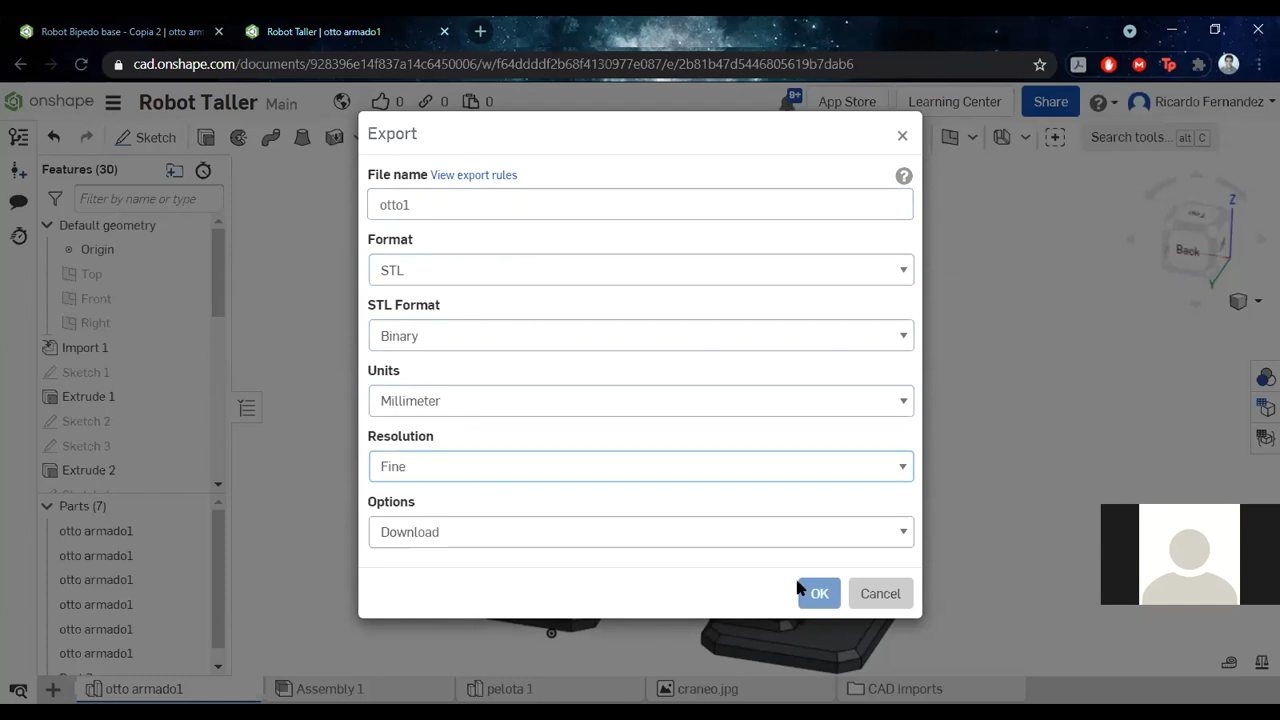 Robot Bipedo base - Copia 2 | otto arm
Robot Taller | otto armado1
cad.onshape.com/documents/928396e14f837a14c6450006/w/f64ddddf2b68f4130977e087/e/2b81b47d5446805619b7dab6
onshape
Robot Taller Main
0
0
0
9+
App Store
Learning Center
Share
Ricardo Fernandez
Sketch
Search tools... alt C
Features (30)
Filter by name or type
Default geometry
Origin
Top
Front
Right
Import 1
Sketch 1
Extrude 1
Sketch 2
Sketch 3
Extrude 2
Parts (7)
otto armado1
otto armado1
otto armado1
otto armado1
otto armado1
otto armado1
Export
File name View export rules
otto1
Format
STL
STL Format
Binary
Units
Millimeter
Resolution
Fine
Options
Download
OK
Cancel
Z
Back
Y
otto armado1
Assembly 1
pelota 1
craneo.jpg
CAD Imports